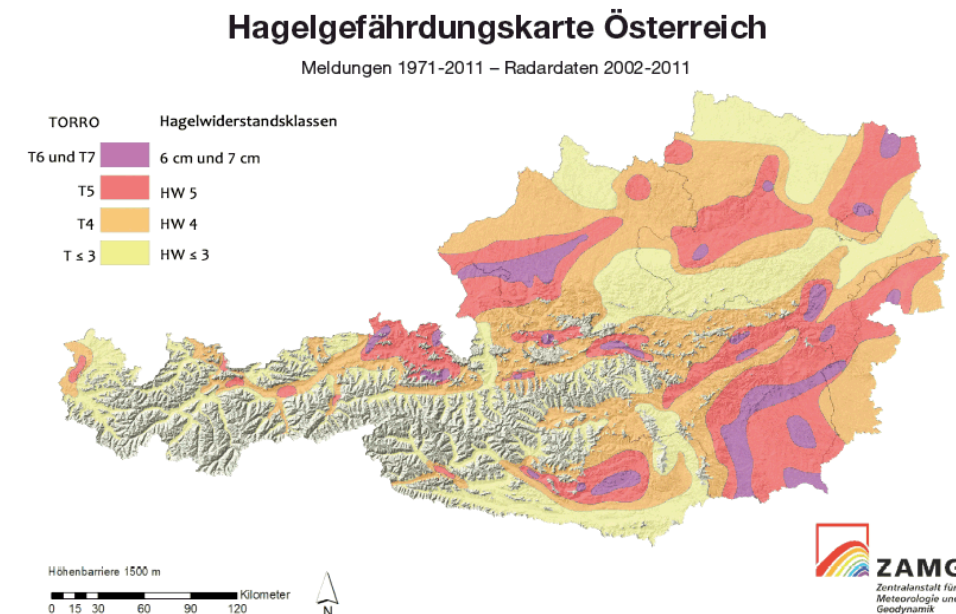 Hagelgefährdungskarte Österreich
Meldungen 1971-2011 – Radardaten 2002-2011
TORRO Hagelwiderstandsklassen
T6 und T7 6 cm und 7 cm
T5 HW 5
T4 HW 4
T ≤ 3 HW ≤ 3
Höhenbarriere 1500 m
Kilometer
0 15 30 60 90 120
N
ZAMG
Zentralanstalt für
Meteorologie und
Geodynamik